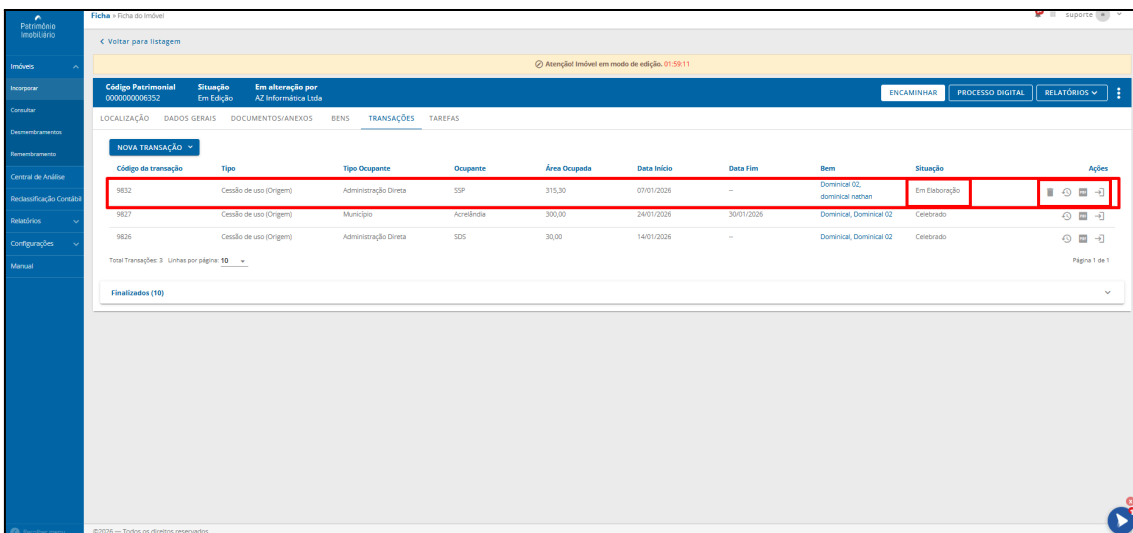 Patrimônio
Imobiliário
Ficha » Ficha do Imóvel
suporte
Voltar para listagem
Atenção! Imóvel em modo de edição. 01:59:11
Imóveis
Incorporar
Consultar
Desmembramentos
Remembramento
Central de Análise
Reclassificação Contábil
Relatórios
Configurações
Manual
Código Patrimonial Situação Em alteração por
0000000006352 Em Edição AZ Informática Ltda
ENCAMINHAR PROCESSO DIGITAL RELATÓRIOS
LOCALIZAÇÃO DADOS GERAIS DOCUMENTOS/ANEXOS BENS TRANSAÇÕES TAREFAS
NOVA TRANSAÇÃO
Código da transação Tipo Tipo Ocupante Ocupante Área Ocupada Data Início Data Fim Bem Situação Ações
9832 Cessão de uso (Origem) Administração Direta SSP 315,30 07/01/2026 – Dominical 02, dominical nathan Em Elaboração
9827 Cessão de uso (Origem) Município Acrelândia 300,00 24/01/2026 30/01/2026 Dominical, Dominical 02 Celebrado
9826 Cessão de uso (Origem) Administração Direta SDS 30,00 14/01/2026 – Dominical, Dominical 02 Celebrado
Total Transações: 3 Linhas por página: 10 Página 1 de 1
Finalizados (10)
©2026 — Todos os direitos reservados